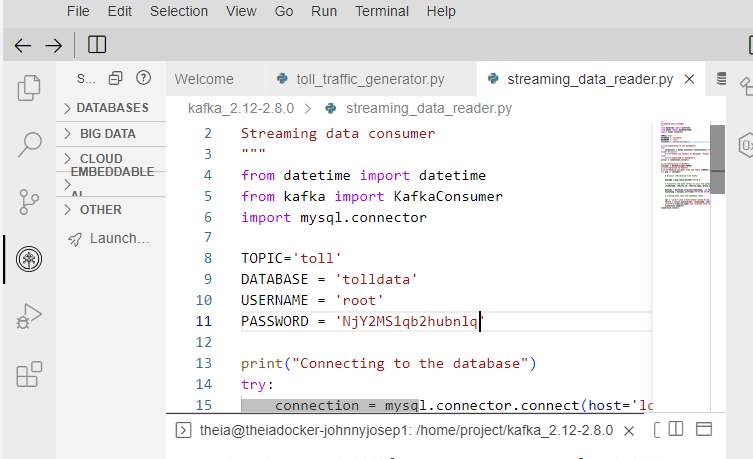 File Edit Selection View Go Run Terminal Help
S...
Welcome toll_traffic_generator.py streaming_data_reader.py
kafka_2.12-2.8.0 > streaming_data_reader.py
DATABASES
BIG DATA
CLOUD
EMBEDDABLE
AI
OTHER
Launch...
2 Streaming data consumer
3 """
4 from datetime import datetime
5 from kafka import KafkaConsumer
6 import mysql.connector
7
8 TOPIC='toll'
9 DATABASE = 'tolldata'
10 USERNAME = 'root'
11 PASSWORD = 'NjY2MS1qb2hubnlq'
12
13 print("Connecting to the database")
14 try:
15 connection = mysql.connector.connect(host='lo
theia@theiadocker-johnnyjosep1: /home/project/kafka_2.12-2.8.0